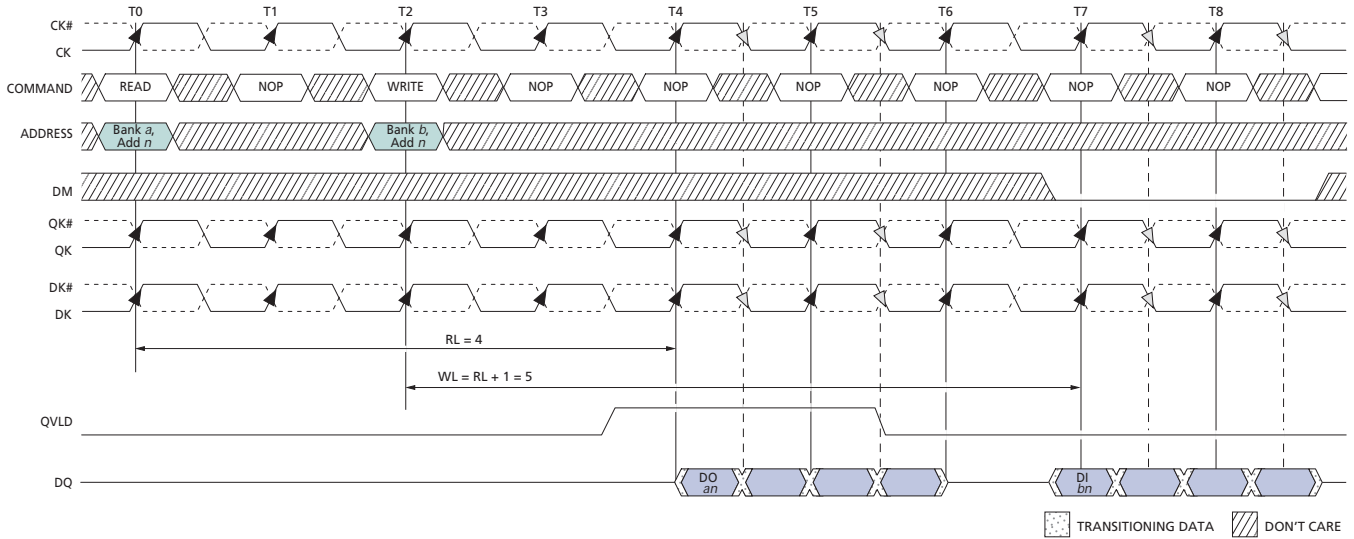 T0 T1 T2 T3 T4 T5 T6 T7 T8
CK#
CK
COMMAND READ NOP WRITE NOP NOP NOP NOP NOP NOP
ADDRESS Bank a, Add n Bank b, Add n
DM
QK#
QK
DK#
DK
RL = 4
WL = RL + 1 = 5
QVLD
DQ DO an DI bn
TRANSITIONING DATA DON'T CARE